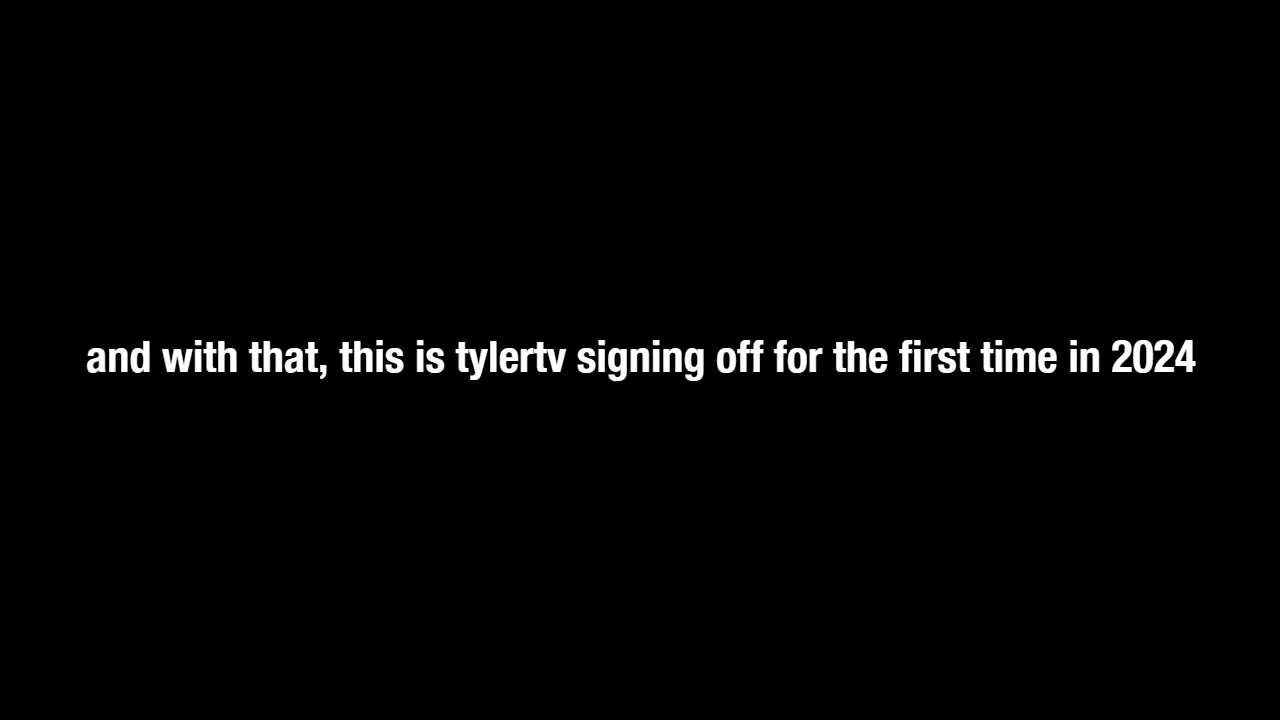 and with that, this is tylertv signing off for the first time in 2024